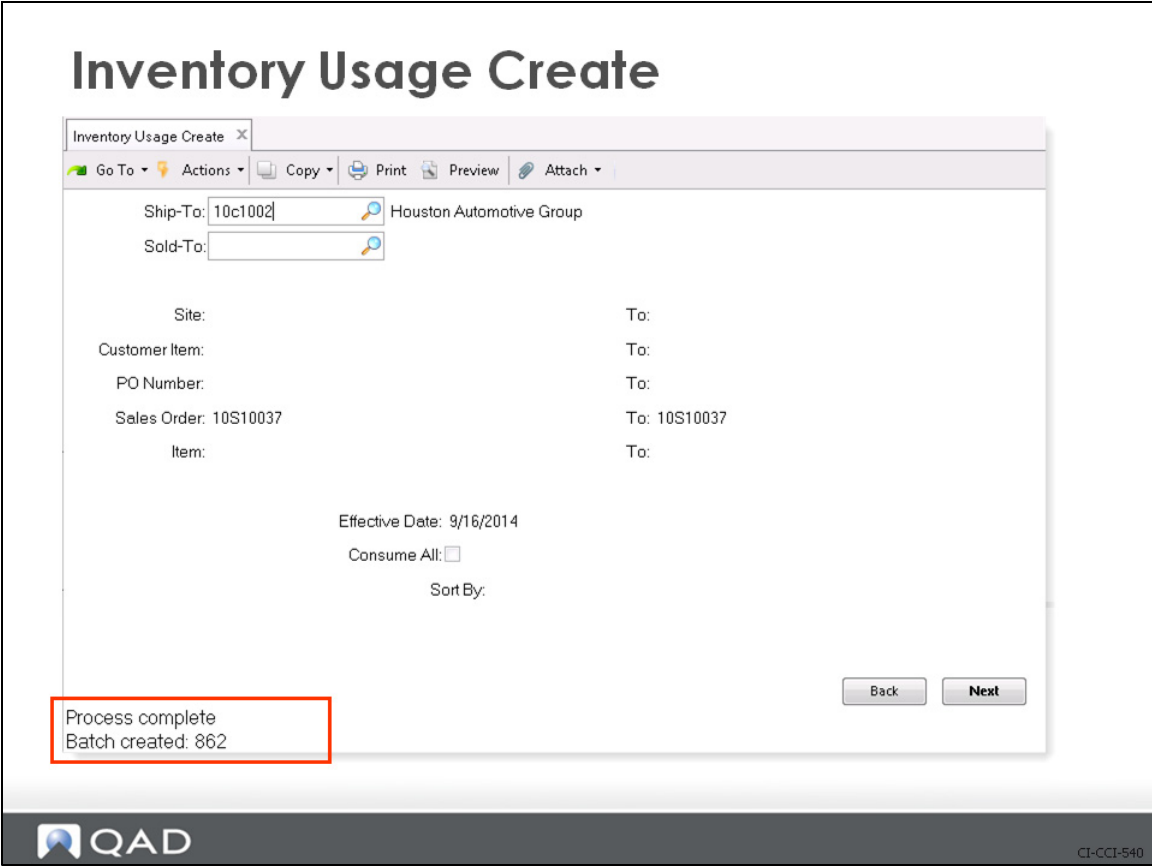 Inventory Usage Create
Inventory Usage Create X
Go To Actions Copy Print Preview Attach
Ship-To: 10c1002 Houston Automotive Group
Sold-To:
Site: To:
Customer Item: To:
PO Number: To:
Sales Order: 10S10037 To: 10S10037
Item: To:
Effective Date: 9/16/2014
Consume All:
Sort By:
Back Next
Process complete
Batch created: 862
QAD
CI-CCI-540